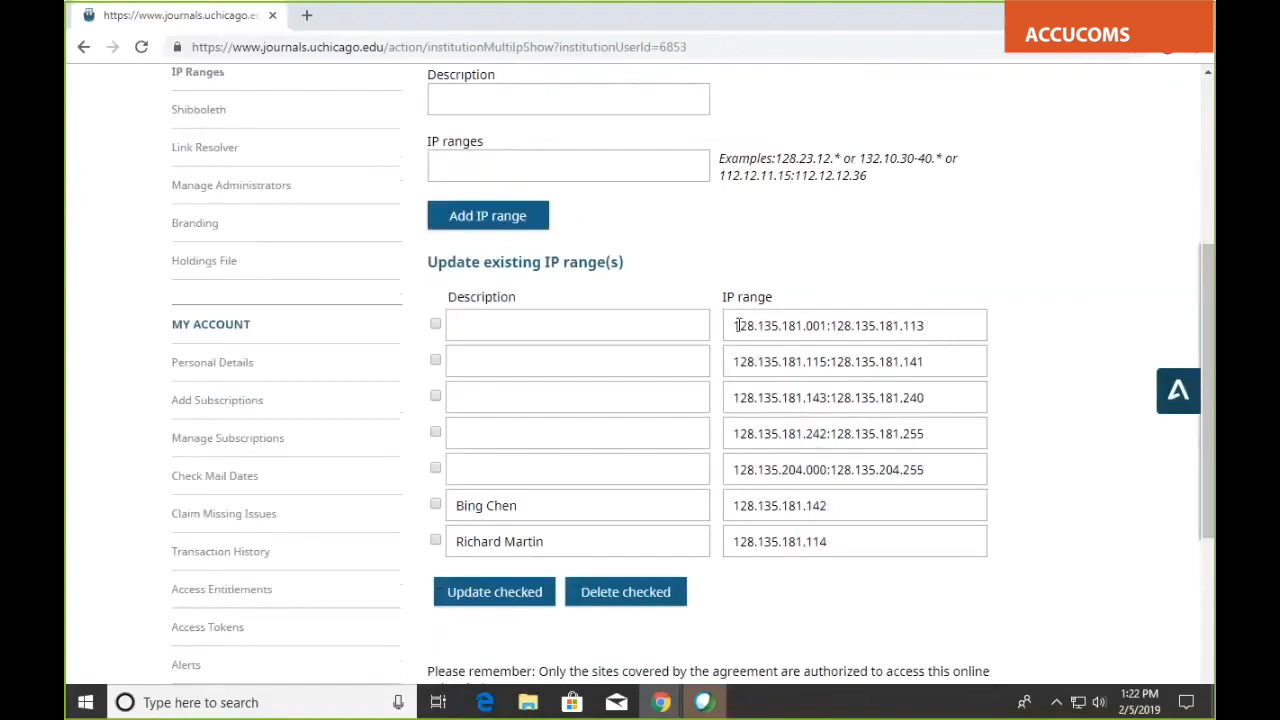 https://www.journals.uchicago.e
ACCUCOMS
https://www.journals.uchicago.edu/action/institutionMultiIpShow?institutionUserId=6853
IP Ranges
Shibboleth
Link Resolver
Manage Administrators
Branding
Holdings File
MY ACCOUNT
Personal Details
Add Subscriptions
Manage Subscriptions
Check Mail Dates
Claim Missing Issues
Transaction History
Access Entitlements
Access Tokens
Alerts
Description
IP ranges
Examples:128.23.12.* or 132.10.30-40.* or
112.12.11.15:112.12.12.36
Add IP range
Update existing IP range(s)
Description IP range
128.135.181.001:128.135.181.113
128.135.181.115:128.135.181.141
128.135.181.143:128.135.181.240
128.135.181.242:128.135.181.255
128.135.204.000:128.135.204.255
Bing Chen 128.135.181.142
Richard Martin 128.135.181.114
Update checked Delete checked
Please remember: Only the sites covered by the agreement are authorized to access this online
Type here to search
1:22 PM
2/5/2019